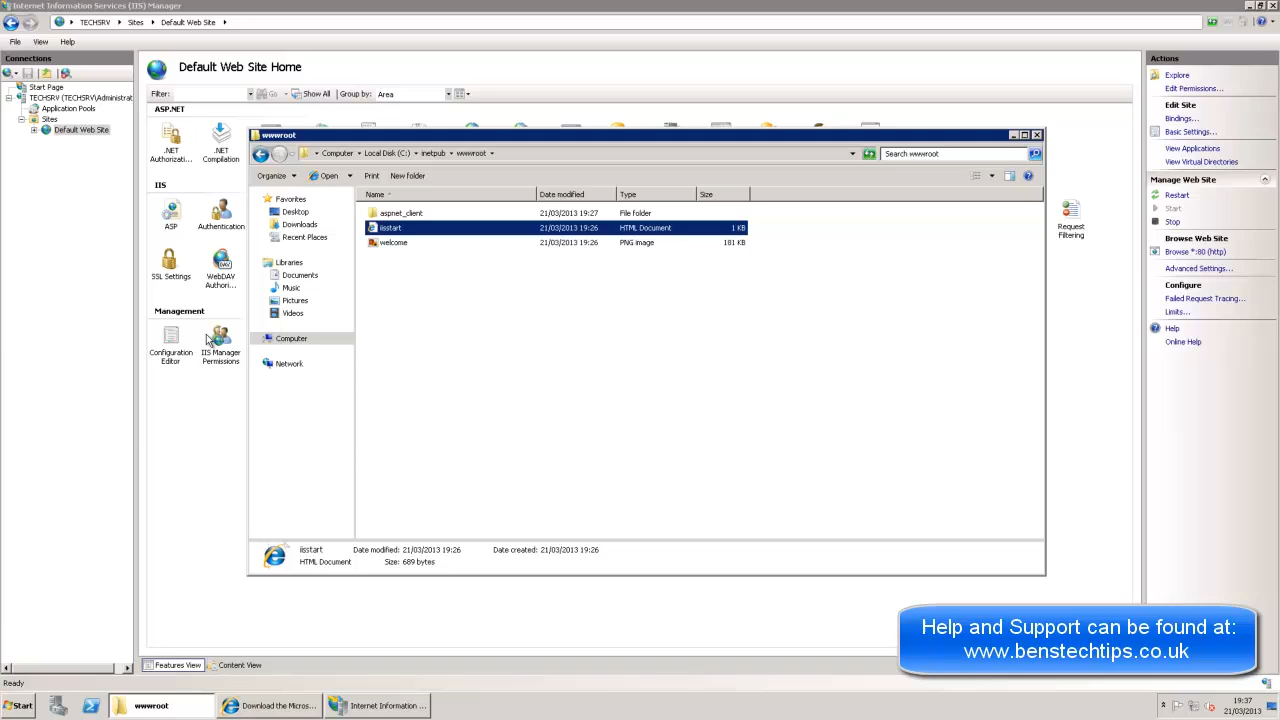 Internet Information Services (IIS) Manager
TECHSRV Sites Default Web Site
File View Help
Connections
Start Page
TECHSRV (TECHSRV\Administrat
Application Pools
Sites
Default Web Site
Default Web Site Home
Filter: Go Show All Group by: Area
ASP.NET
.NET Authorizati...
.NET Compilation
IIS
ASP
Authentication
SSL Settings
WebDAV Authori...
Management
Configuration Editor
IIS Manager Permissions
Request Filtering
wwwroot
Computer Local Disk (C:) inetpub wwwroot
Search wwwroot
Organize Open Print New folder
Favorites
Desktop
Downloads
Recent Places
Libraries
Documents
Music
Pictures
Videos
Computer
Network
Name Date modified Type Size
aspnet_client 21/03/2013 19:27 File folder
iisstart 21/03/2013 19:26 HTML Document 1 KB
welcome 21/03/2013 19:26 PNG image 181 KB
iisstart Date modified: 21/03/2013 19:26 Date created: 21/03/2013 19:26
HTML Document Size: 689 bytes
Actions
Explore
Edit Permissions...
Edit Site
Bindings...
Basic Settings...
View Applications
View Virtual Directories
Manage Web Site
Restart
Start
Stop
Browse Web Site
Browse *:80 (http)
Advanced Settings...
Configure
Failed Request Tracing...
Limits...
Help
Online Help
Help and Support can be found at:
www.benstechtips.co.uk
Features View Content View
Ready
Start wwwroot Download the Micros... Internet Information ...
19:37
21/03/2013